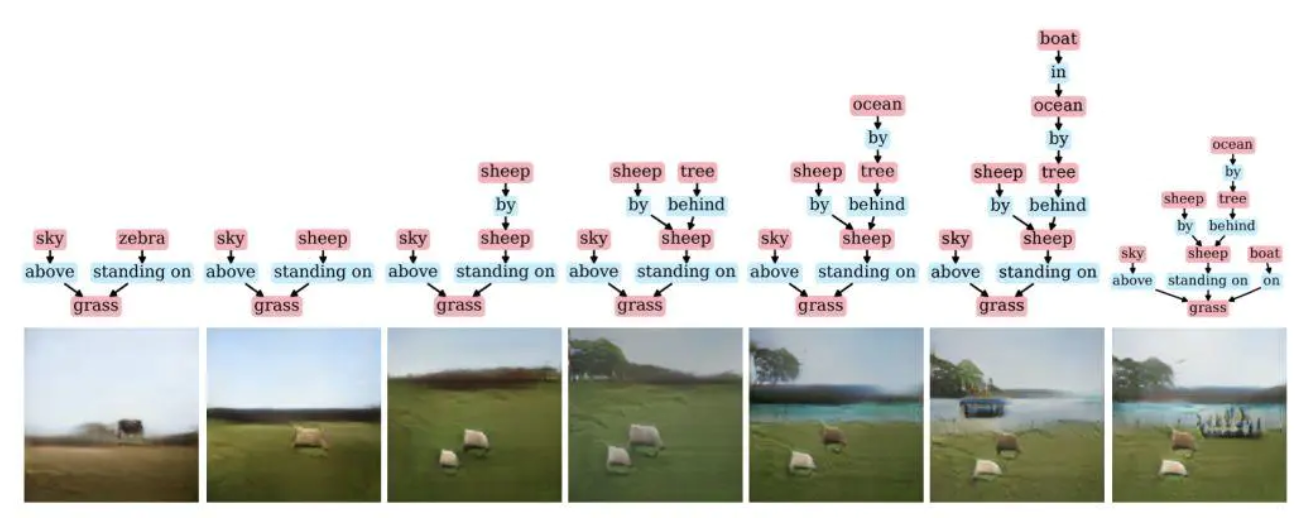 sky zebra
above standing on
grass
sky sheep
above standing on
grass
sheep
by
sky sheep
above standing on
grass
sheep tree
by behind
sky sheep
above standing on
grass
ocean
by
sheep tree
by behind
sky sheep
above standing on
grass
boat
in
ocean
by
sheep tree
by behind
sky sheep
above standing on
grass
ocean
by
sheep tree
by behind
sky sheep boat
above standing on on
grass